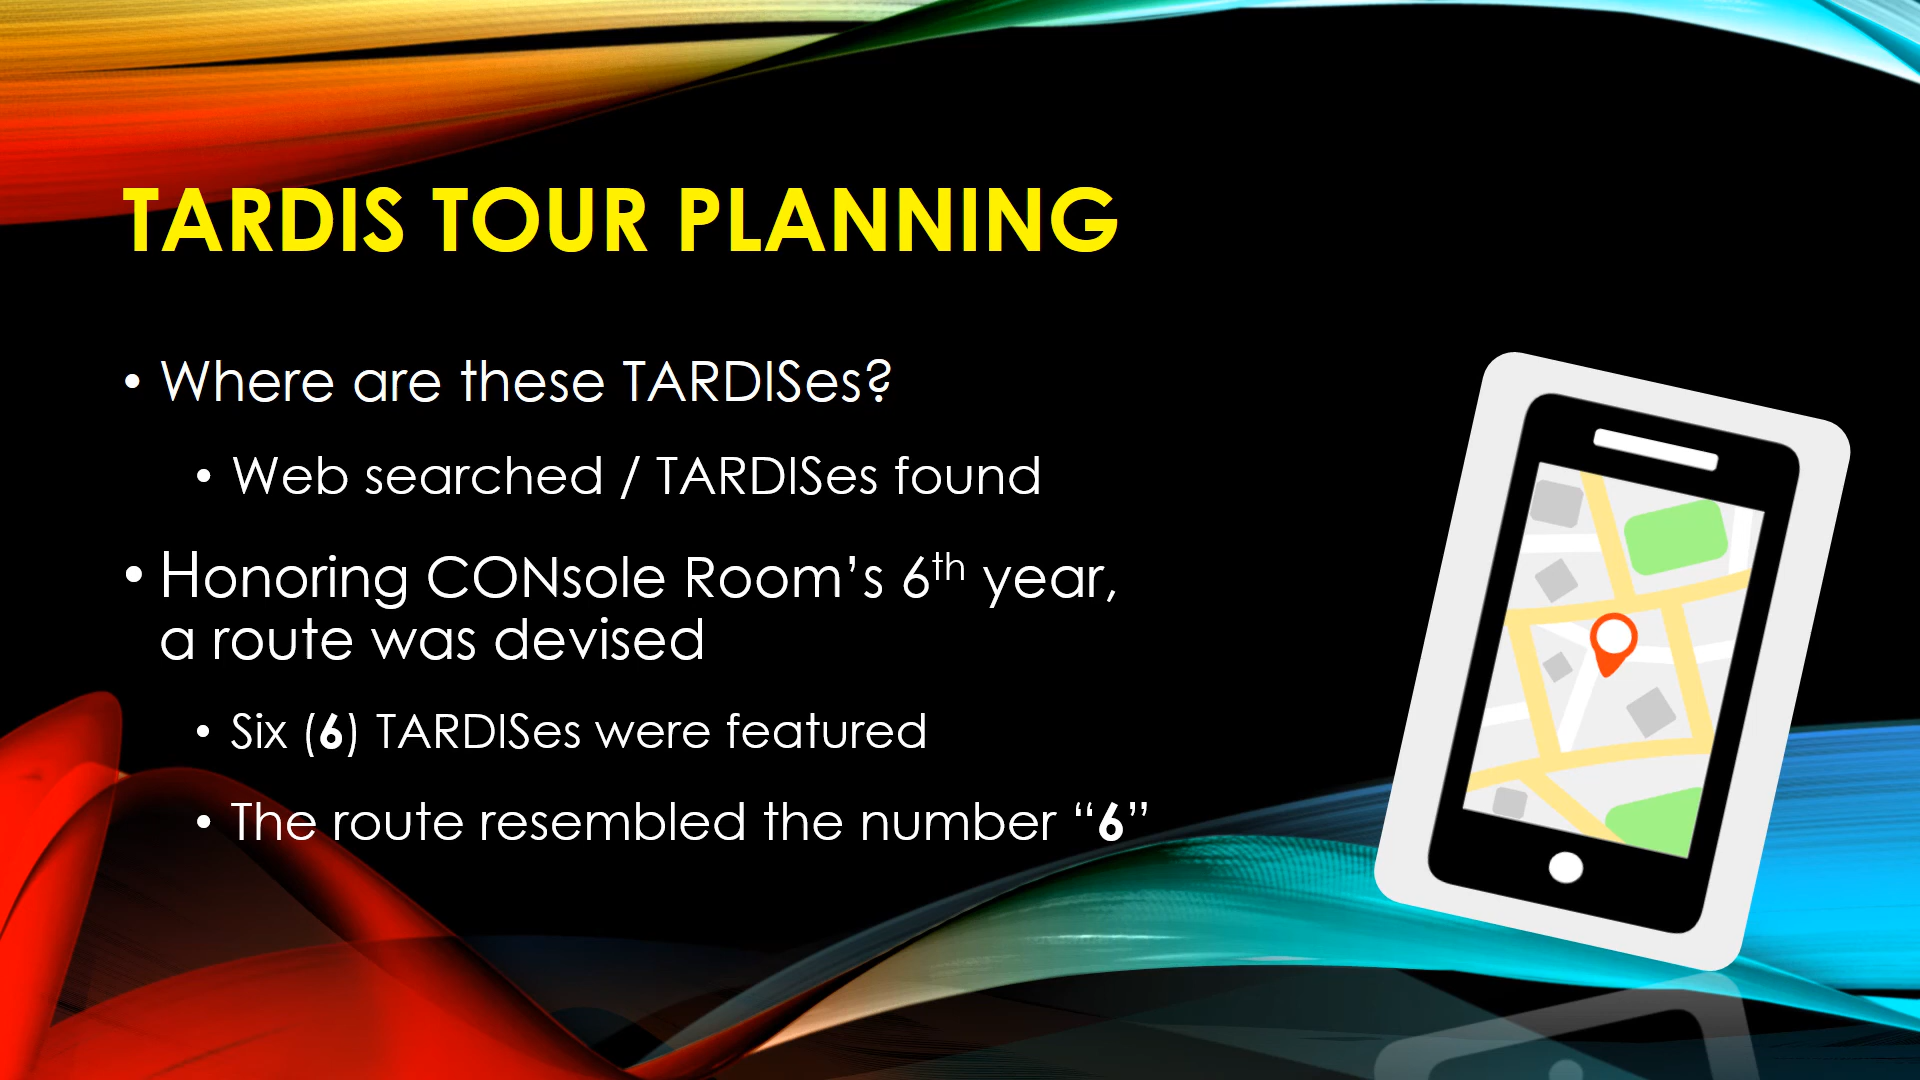 TARDIS TOUR PLANNING
• Where are these TARDISes?
• Web searched / TARDISes found
• Honoring CONsole Room’s 6th year,
a route was devised
• Six (6) TARDISes were featured
• The route resembled the number “6”